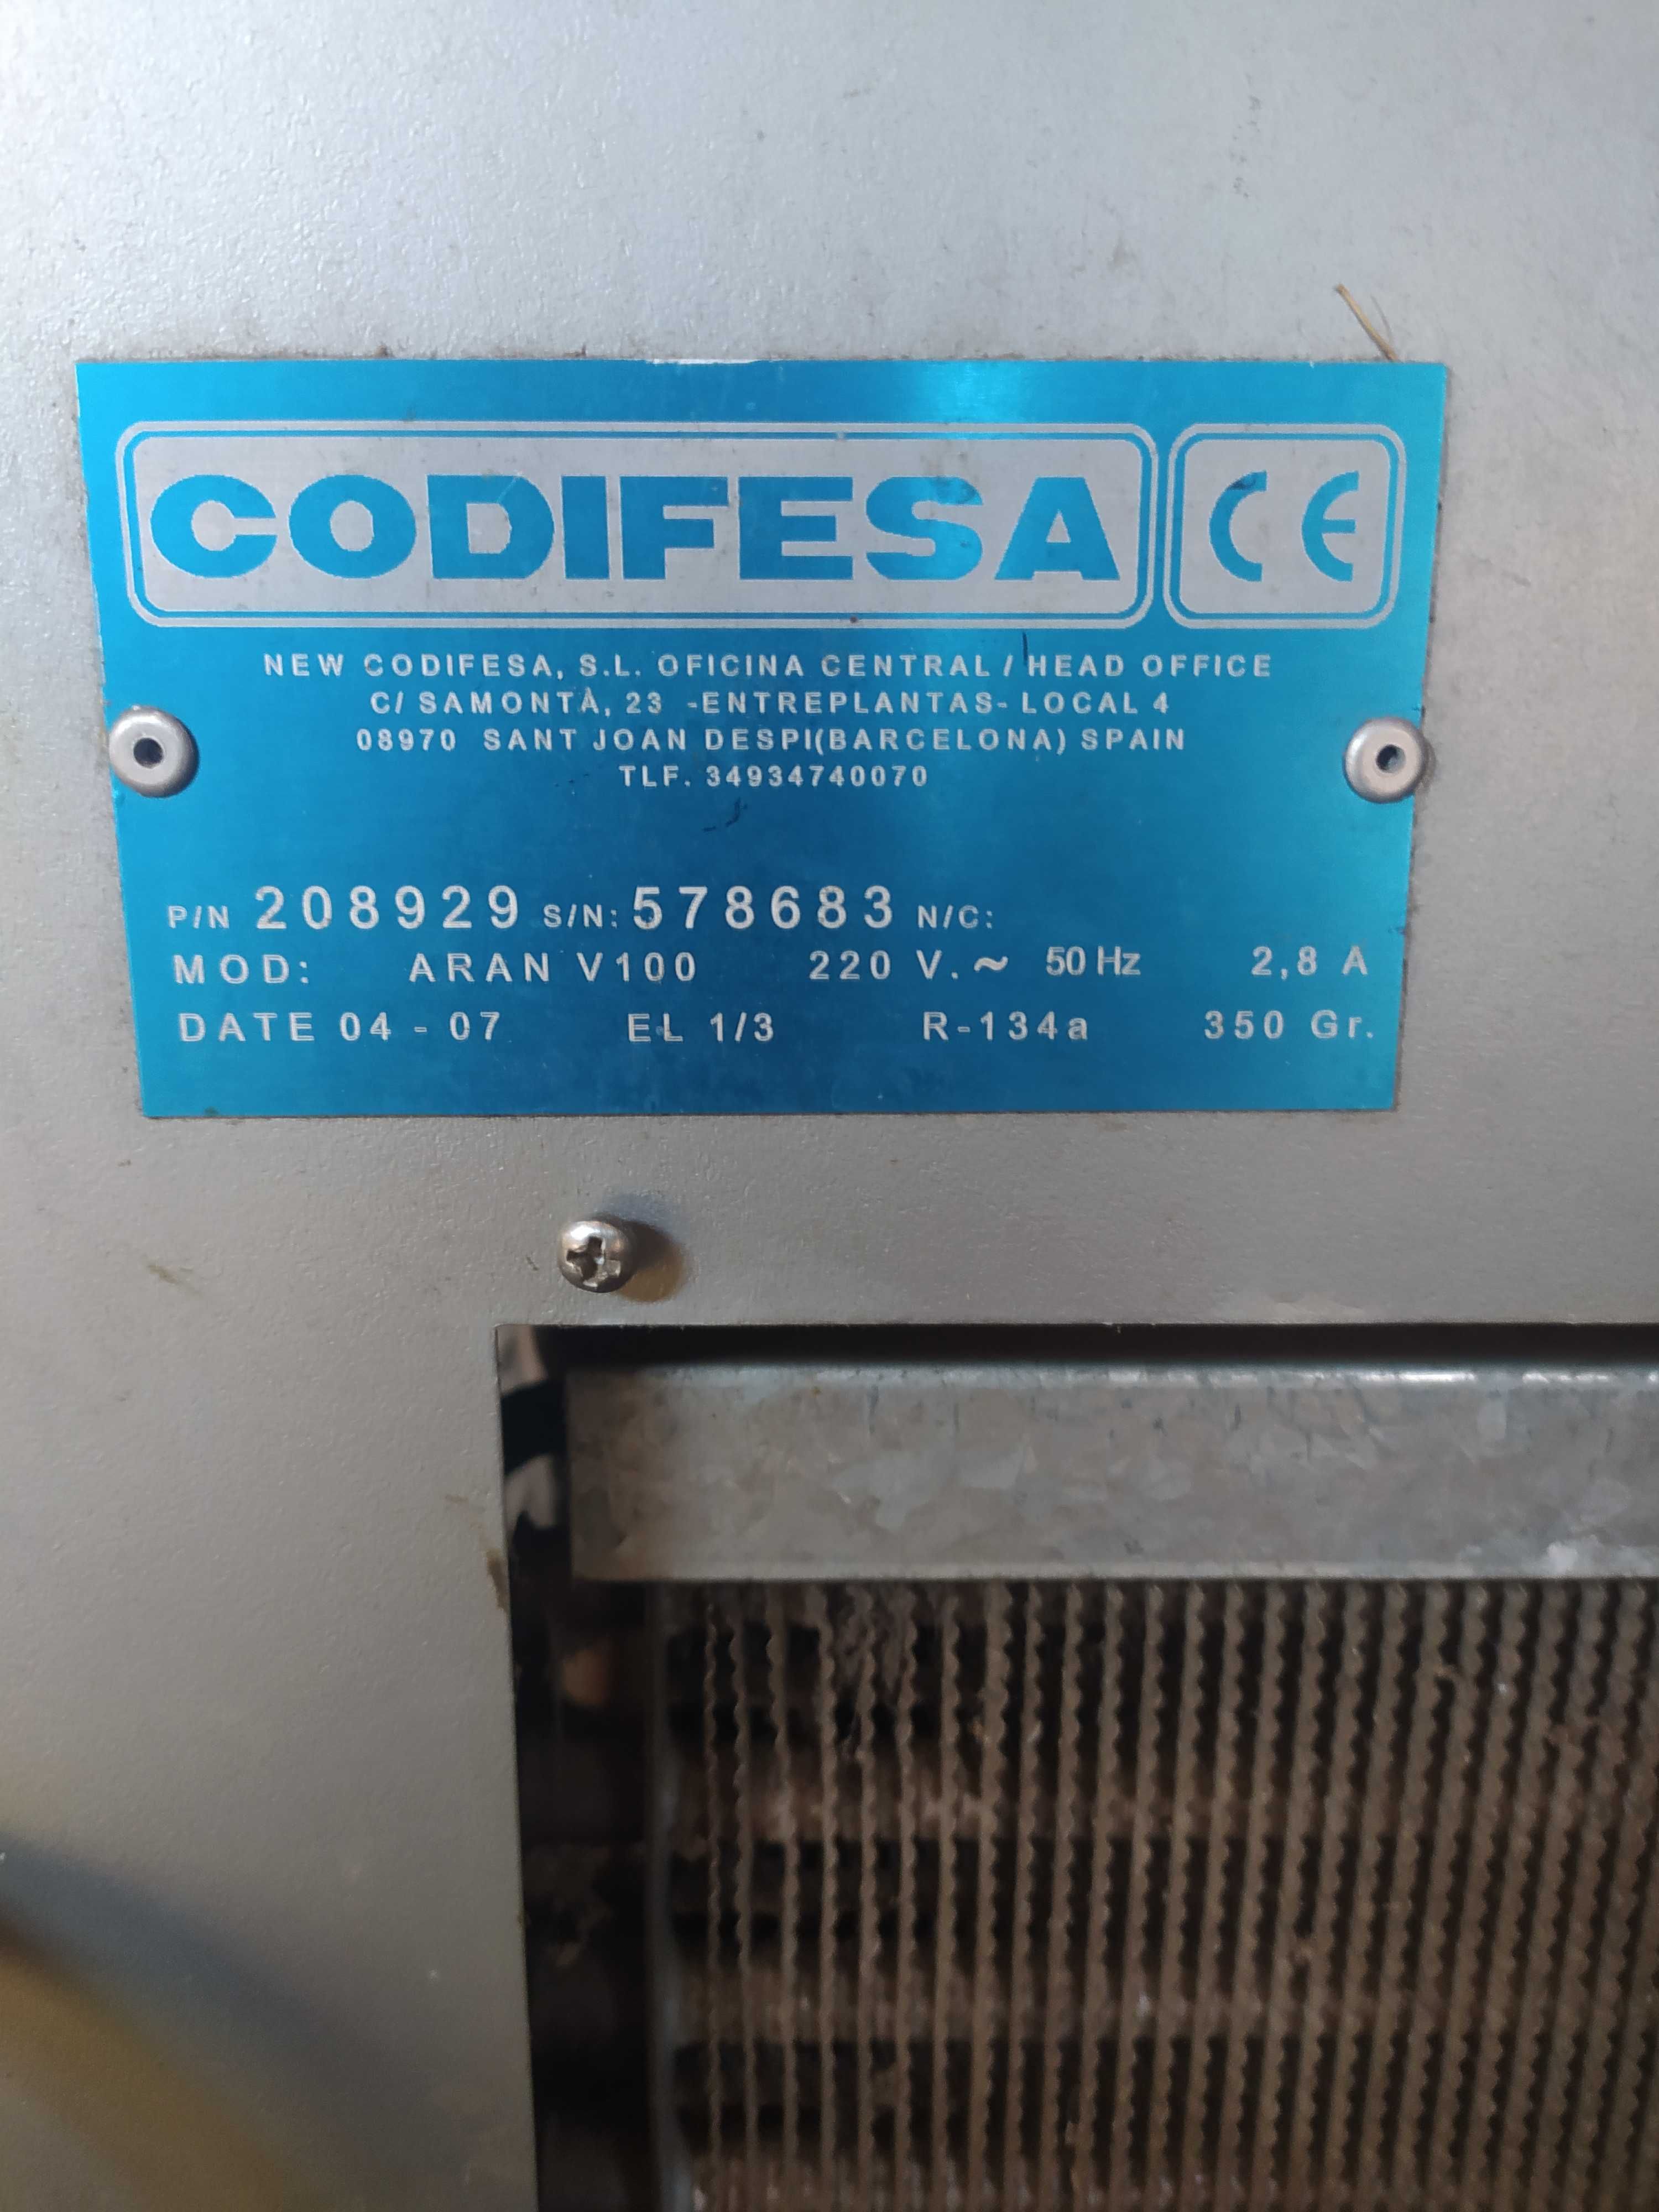 CODIFESA CE
NEW CODIFESA, S.L. OFICINA CENTRAL / HEAD OFFICE
C/ SAMONTÀ, 23 -ENTREPLANTAS- LOCAL 4
08970 SANT JOAN DESPI(BARCELONA) SPAIN
TLF. 34934740070
P/N 208929 S/N: 578683 N/C:
MOD: ARAN V100 220 V. ~ 50 Hz 2,8 A
DATE 04 - 07 EL 1/3 R-134a 350 Gr.